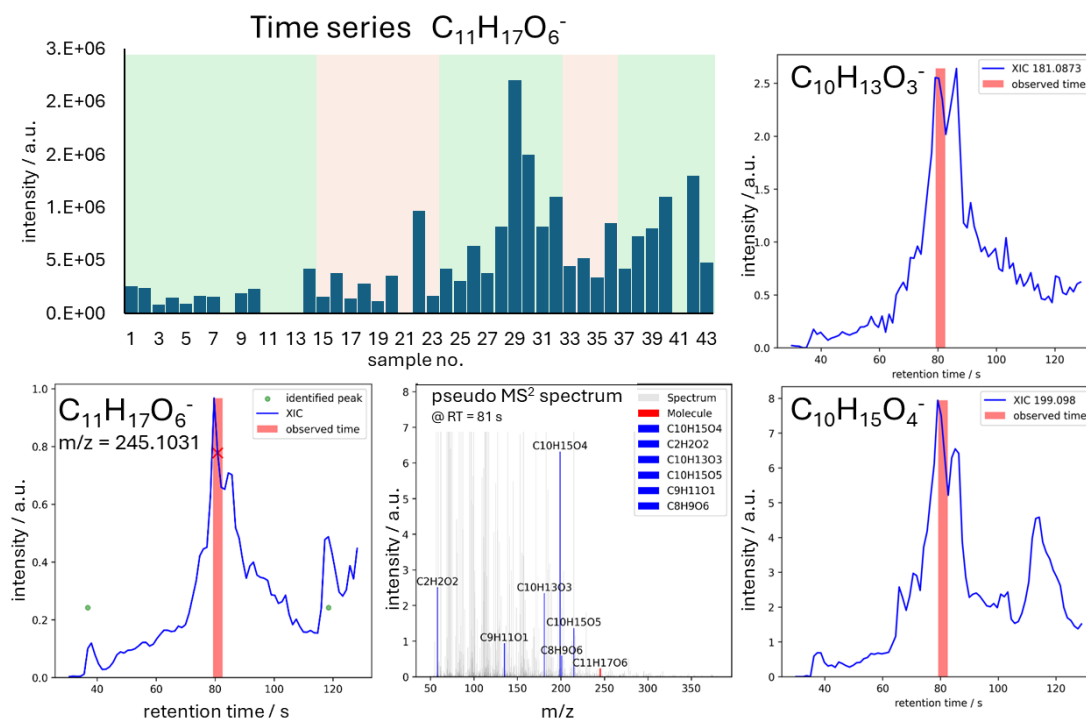 Time series C₁₁H₁₇O₆⁻
intensity / a.u.
3.E+06
2.E+06
2.E+06
1.E+06
5.E+05
0.E+00
1 3 5 7 9 11 13 14 15 17 19 21 23 25 27 29 31 33 35 37 39 41 43
sample no.
C₁₀H₁₃O₃⁻
XIC 181.0873
observed time
intensity / a.u.
2.5
2.0
1.5
1.0
0.5
0.0
40 60 80 100 120
retention time / s
C₁₁H₁₇O₆⁻
m/z = 245.1031
identified peak
XIC
observed time
intensity / a.u.
1.0
0.8
0.6
0.4
0.2
0.0
40 60 80 100 120
retention time / s
pseudo MS² spectrum
@ RT = 81 s
Spectrum
Molecule
C10H15O4
C2H2O2
C10H13O3
C10H15O5
C9H11O1
C8H9O6
intensity / a.u.
8
7
6
5
4
3
2
1
0
C10H15O4
C2H2O2
C10H13O3
C10H15O5
C9H11O1
C8H9O6
C11H17O6
50 100 150 200 250 300 350
m/z
C₁₀H₁₅O₄⁻
XIC 199.098
observed time
intensity / a.u.
8
7
6
5
4
3
2
1
0
40 60 80 100 120
retention time / s